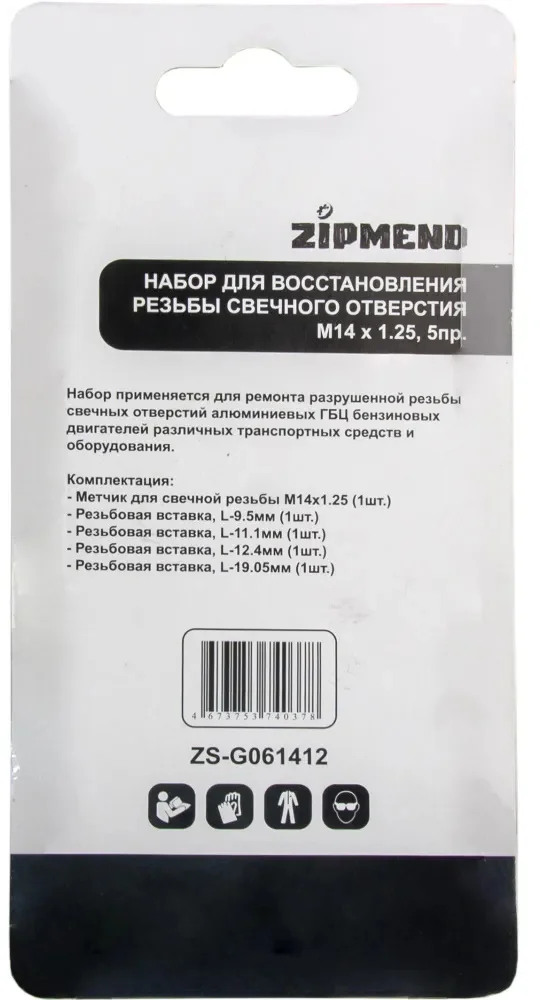 ZIPMEND
НАБОР ДЛЯ ВОССТАНОВЛЕНИЯ
РЕЗЬБЫ СВЕЧНОГО ОТВЕРСТИЯ
М14 х 1.25, 5пр.
Набор применяется для ремонта разрушенной резьбы
свечных отверстий алюминиевых ГБЦ бензиновых
двигателей различных транспортных средств и
оборудования.
Комплектация:
- Метчик для свечной резьбы М14х1.25 (1шт.)
- Резьбовая вставка, L-9.5мм (1шт.)
- Резьбовая вставка, L-11.1мм (1шт.)
- Резьбовая вставка, L-12.4мм (1шт.)
- Резьбовая вставка, L-19.05мм (1шт.)
4 673753 740378
ZS-G061412